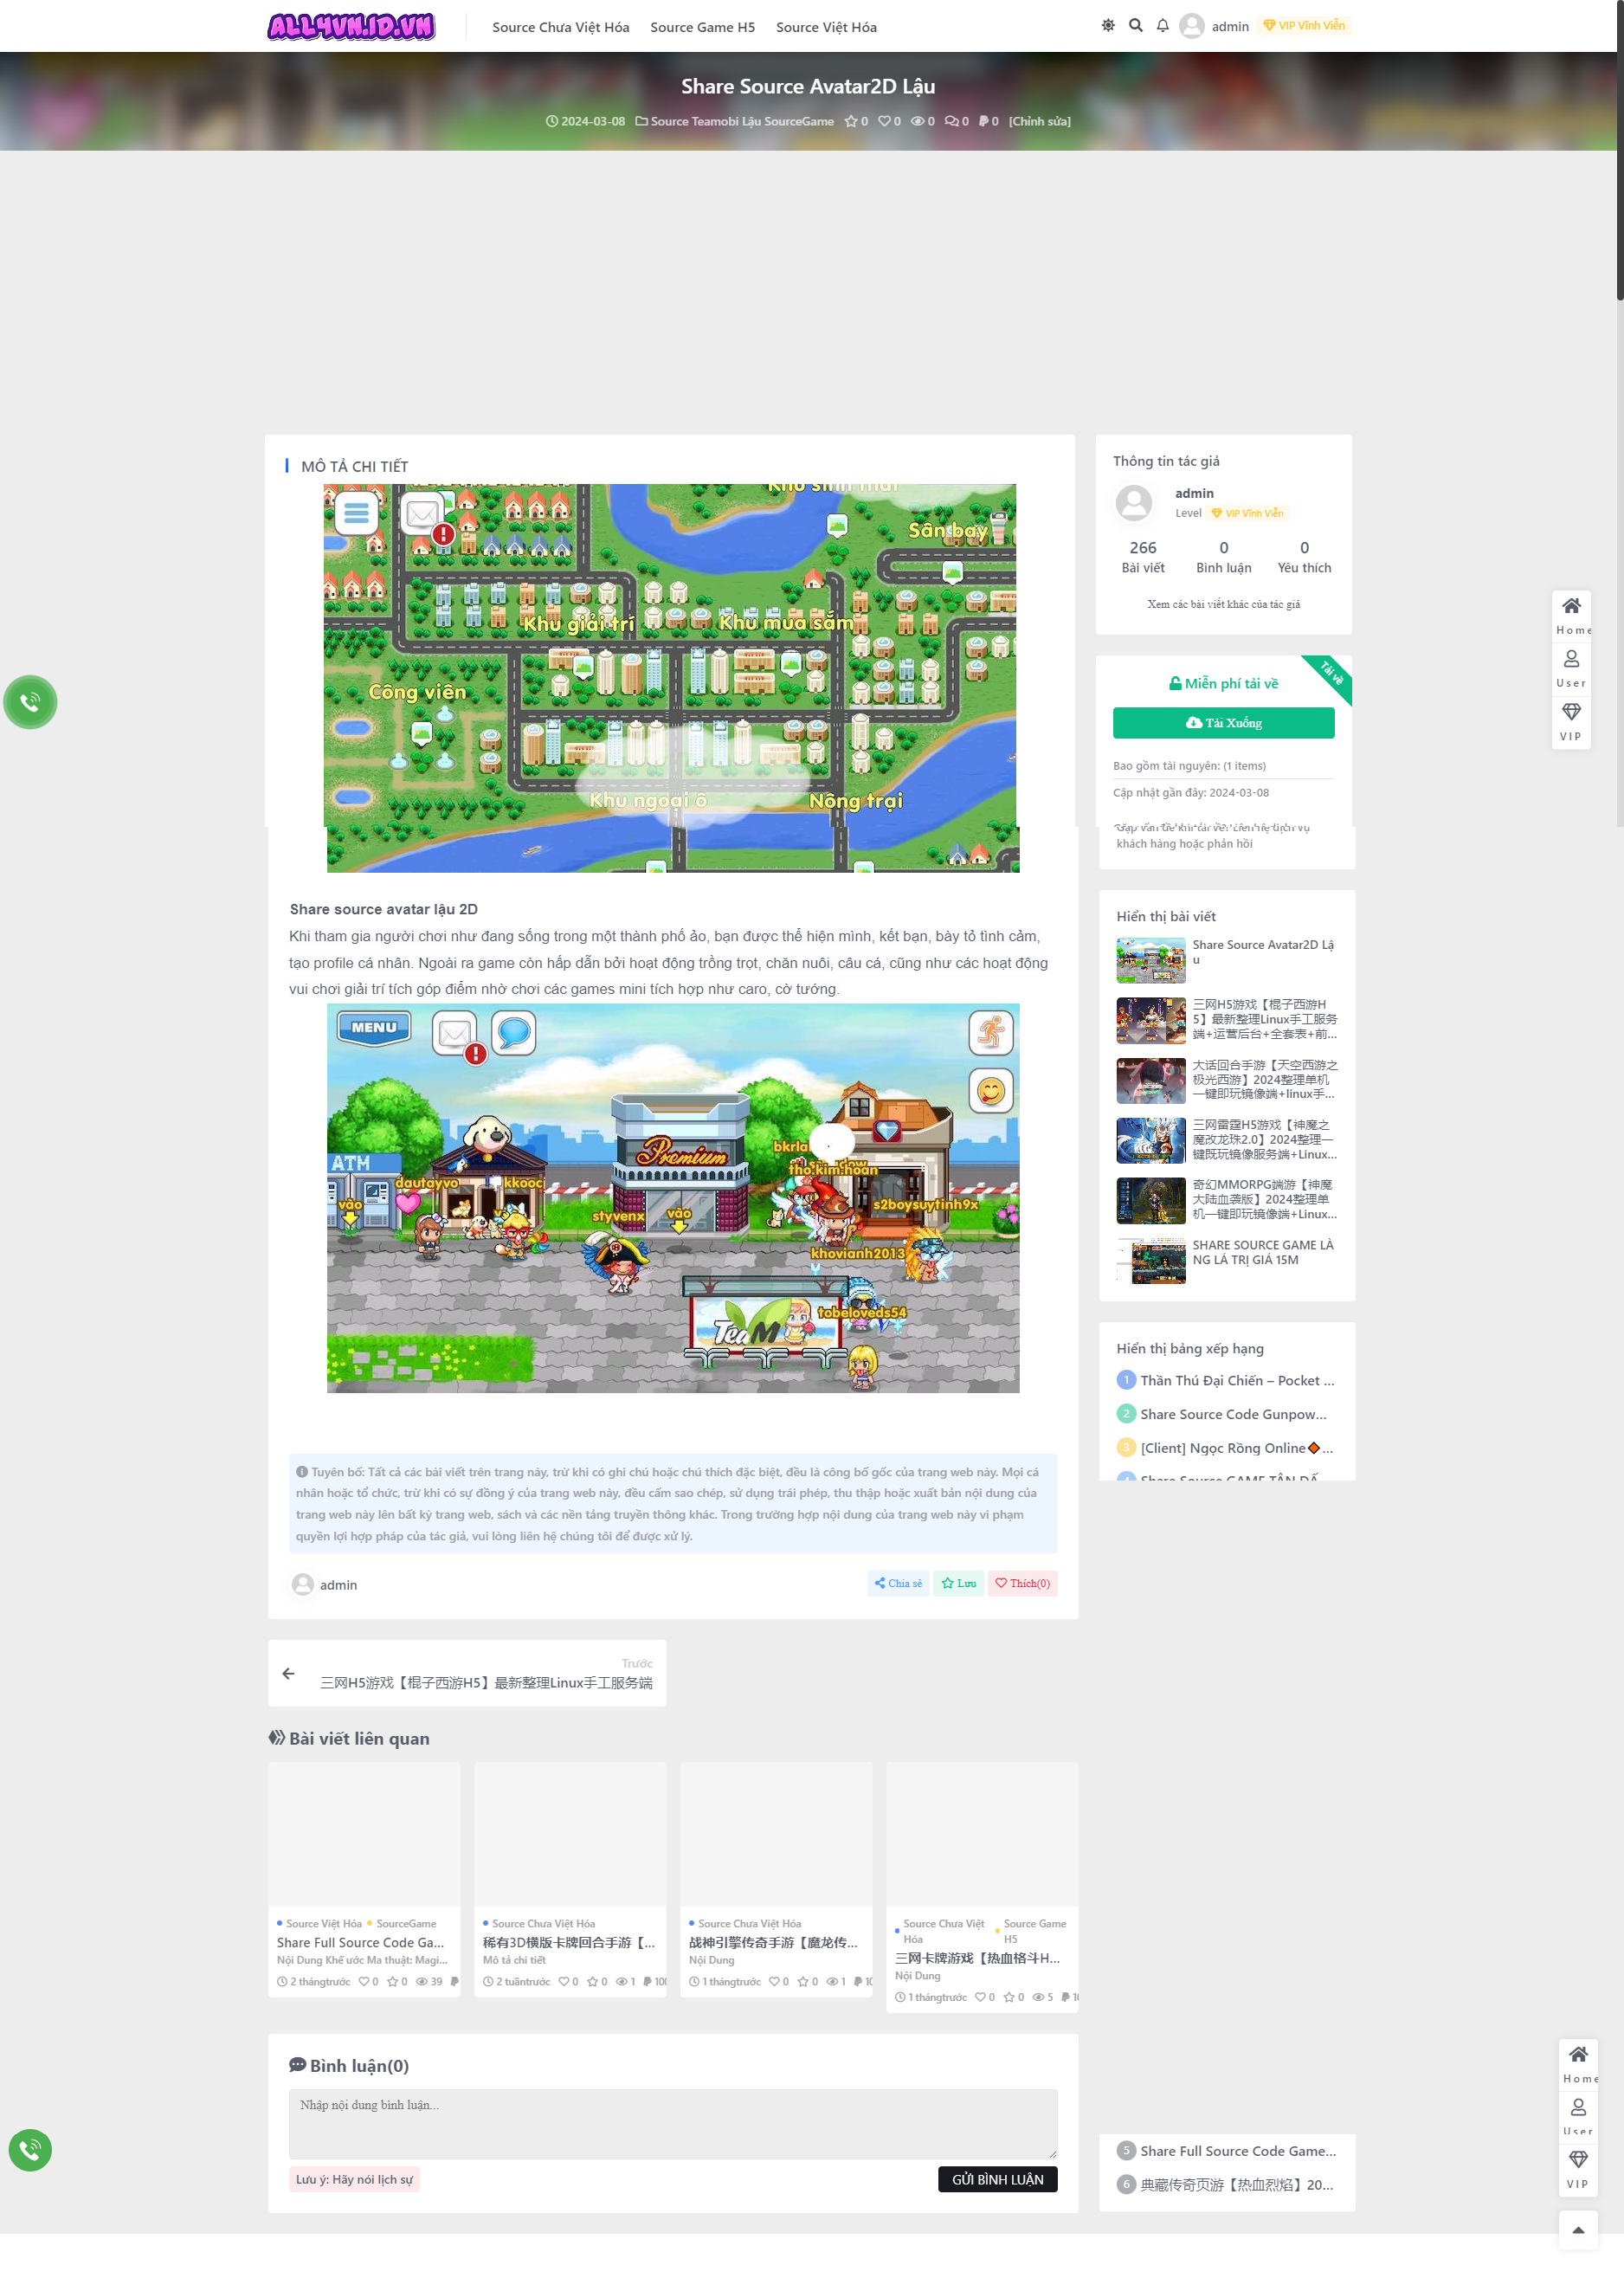 ALL4VN.ID.VN
Source Chưa Việt Hóa
Source Game H5
Source Việt Hóa
admin
VIP Vĩnh Viễn
Share Source Avatar2D Lậu
2024-03-08
Source Teamobi Lậu SourceGame
0
0
0
0
0
[Chỉnh sửa]
MÔ TẢ CHI TIẾT
Sân bay
Khu giải trí
Khu mua sắm
Công viên
Khu ngoại ô
Nông trại
Share source avatar lậu 2D
Khi tham gia người chơi như đang sống trong một thành phố ảo, bạn được thể hiện mình, kết bạn, bày tỏ tình cảm,
tạo profile cá nhân. Ngoài ra game còn hấp dẫn bởi hoạt động trồng trọt, chăn nuôi, câu cá, cũng như các hoạt động
vui chơi giải trí tích góp điểm nhờ chơi các games mini tích hợp như caro, cờ tướng.
MENU
ATM
Premium
dautayvo
kkooci
tho.kim.hoan
vào
styvenx
vào
s2boysuytinh9x
khovianh2013
tobeloveds54
TeaM
Tuyên bố: Tất cả các bài viết trên trang này, trừ khi có ghi chú hoặc chú thích đặc biệt, đều là công bố gốc của trang web này. Mọi cá
nhân hoặc tổ chức, trừ khi có sự đồng ý của trang web này, đều cấm sao chép, sử dụng trái phép, thu thập hoặc xuất bản nội dung của
trang web này lên bất kỳ trang web, sách và các nền tảng truyền thông khác. Trong trường hợp nội dung của trang web này vi phạm
quyền lợi hợp pháp của tác giả, vui lòng liên hệ chúng tôi để được xử lý.
admin
Chia sẻ
Lưu
Thích(0)
Trước
三网H5游戏【棍子西游H5】最新整理Linux手工服务端
Bài viết liên quan
Source Việt Hóa
SourceGame
Share Full Source Code Ga...
Nội Dung Khế ước Ma thuật: Magi...
2 thángtrước
0
0
39
Source Chưa Việt Hóa
稀有3D横版卡牌回合手游【...
Mô tả chi tiết
2 tuầntrước
0
0
1
100
Source Chưa Việt Hóa
战神引擎传奇手游【魔龙传...
Nội Dung
1 thángtrước
0
0
1
Source Chưa Việt
Hóa
Source Game
H5
三网卡牌游戏【热血格斗H...
Nội Dung
1 thángtrước
0
0
5
Bình luận(0)
Nhập nội dung bình luận...
Lưu ý: Hãy nói lịch sự
GỬI BÌNH LUẬN
Thông tin tác giả
admin
Level
VIP Vĩnh Viễn
266
0
0
Bài viết
Bình luận
Yêu thích
Xem các bài viết khác của tác giả
Tải về
Miễn phí tải về
Tải Xuống
Bao gồm tài nguyên: (1 items)
Cập nhật gần đây: 2024-03-08
khách hàng hoặc phản hồi
Hiển thị bài viết
Share Source Avatar2D Lậ
u
三网H5游戏【棍子西游H
5】最新整理Linux手工服务
端+运营后台+全套表+前...
大话回合手游【天空西游之
极光西游】2024整理单机
一键即玩镜像端+linux手...
三网雷霆H5游戏【神魔之
魔改龙珠2.0】2024整理一
键既玩镜像服务端+Linux...
奇幻MMORPG端游【神魔
大陆血袭版】2024整理单
机一键即玩镜像端+Linux...
SHARE SOURCE GAME LÀ
NG LÁ TRỊ GIÁ 15M
Hiển thị bảng xếp hạng
1
Thần Thú Đại Chiến – Pocket ...
2
Share Source Code Gunpow...
3
[Client] Ngọc Rồng Online🔶...
5
Share Full Source Code Game...
6
典藏传奇页游【热血烈焰】20...
Home
User
VIP
Home
User
VIP